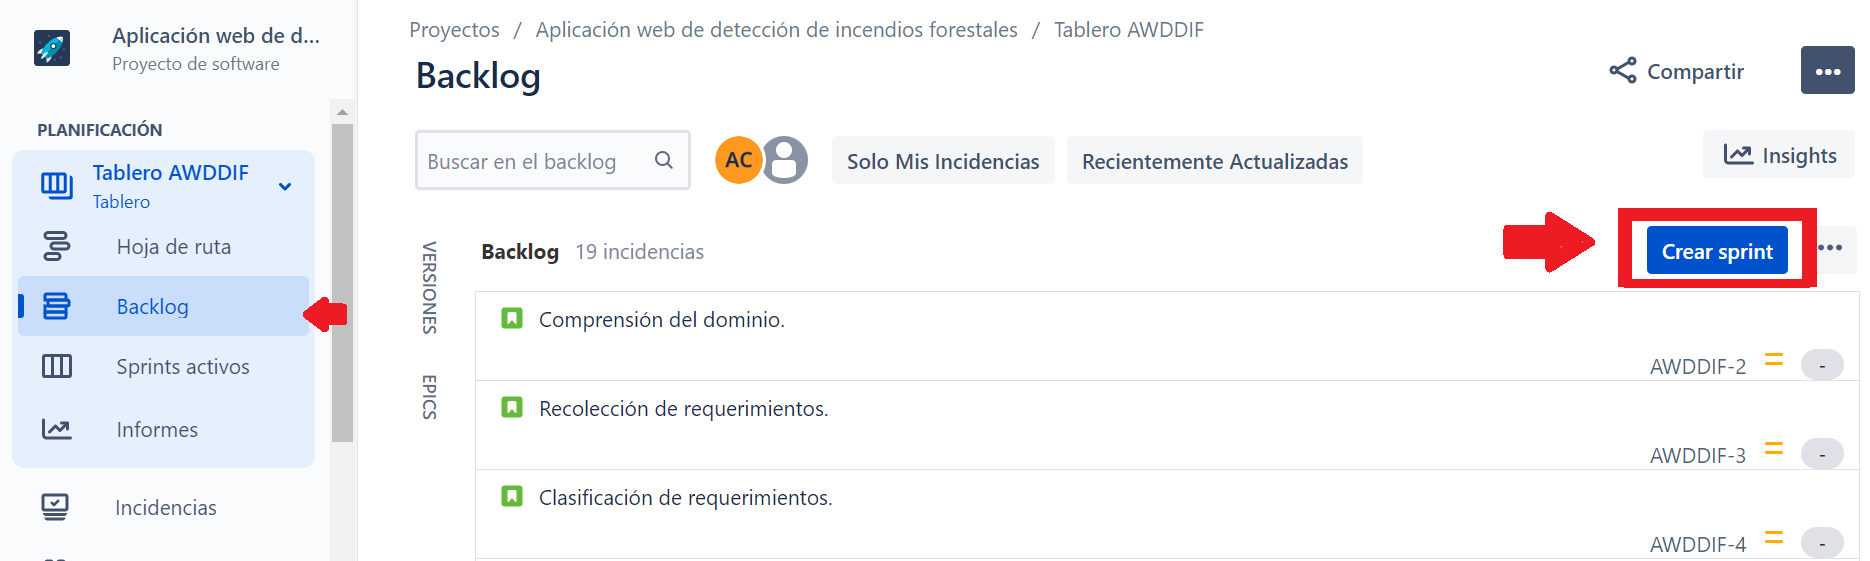 Aplicación web de d...
Proyecto de software
PLANIFICACIÓN
Tablero AWDDIF
Tablero
Hoja de ruta
Backlog
Sprints activos
Informes
Incidencias
Proyectos / Aplicación web de detección de incendios forestales / Tablero AWDDIF
Backlog
Compartir
Buscar en el backlog
AC
Solo Mis Incidencias
Recientemente Actualizadas
Insights
VERSIONES
EPICS
Backlog 19 incidencias
Crear sprint
Comprensión del dominio.
AWDDIF-2 -
Recolección de requerimientos.
AWDDIF-3 -
Clasificación de requerimientos.
AWDDIF-4 -